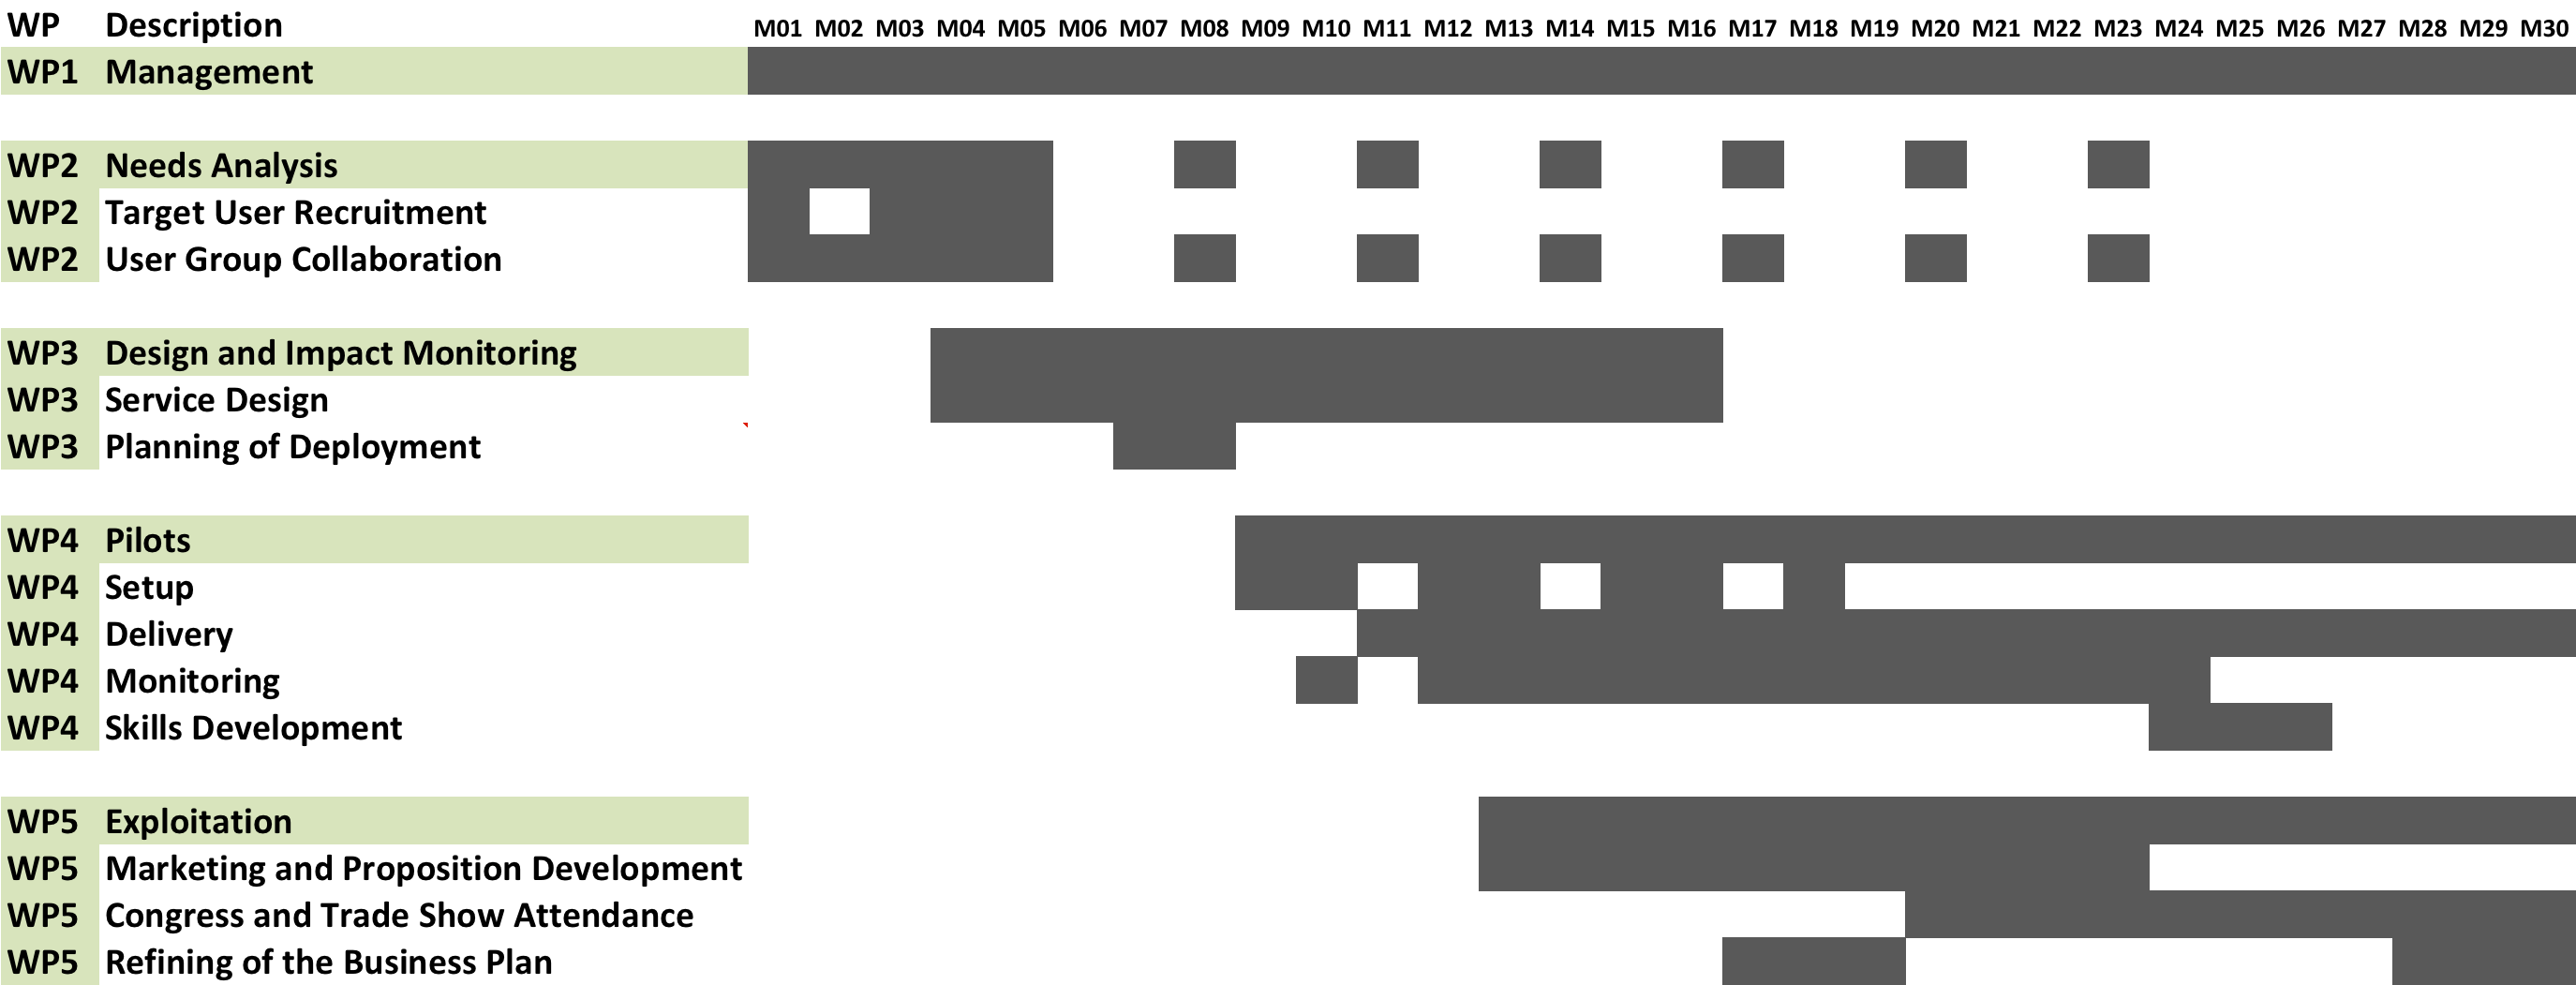 WP Description M01 M02 M03 M04 M05 M06 M07 M08 M09 M10 M11 M12 M13 M14 M15 M16 M17 M18 M19 M20 M21 M22 M23 M24 M25 M26 M27 M28 M29 M30
WP1 Management
WP2 Needs Analysis
WP2 Target User Recruitment
WP2 User Group Collaboration
WP3 Design and Impact Monitoring
WP3 Service Design
WP3 Planning of Deployment
WP4 Pilots
WP4 Setup
WP4 Delivery
WP4 Monitoring
WP4 Skills Development
WP5 Exploitation
WP5 Marketing and Proposition Development
WP5 Congress and Trade Show Attendance
WP5 Refining of the Business Plan